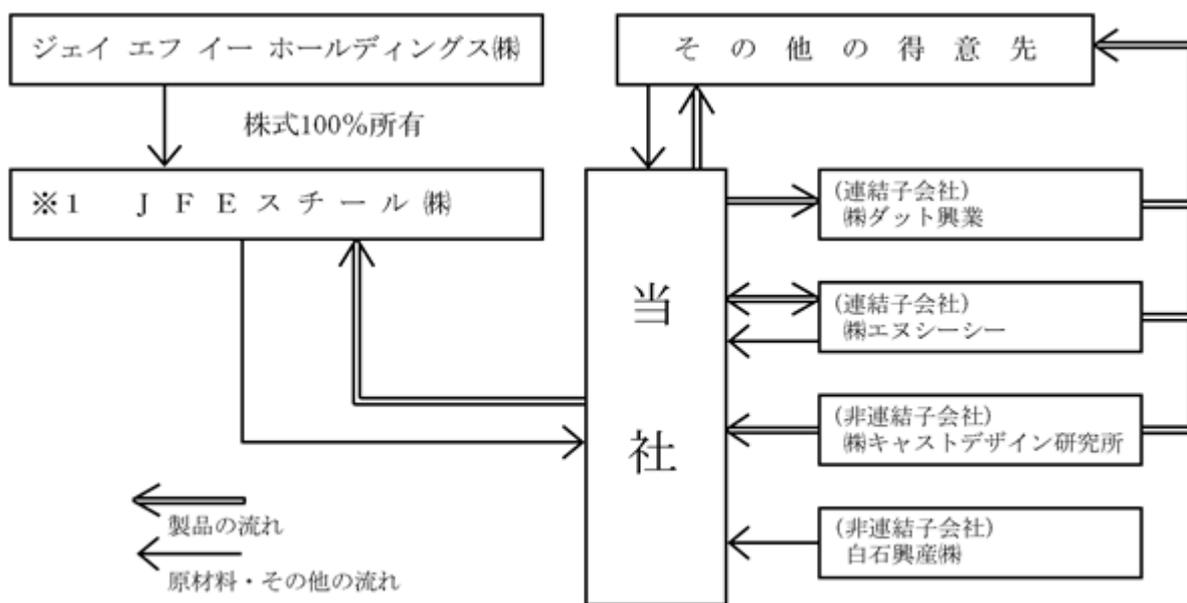 ジェイ エフ イー ホールディングス㈱
そ の 他 の 得 意 先
株式100%所有
※1 J F E ス チ ー ル ㈱
当
社
(連結子会社)
㈱ダット興業
(連結子会社)
㈱エヌシーシー
(非連結子会社)
㈱キャストデザイン研究所
(非連結子会社)
白石興産㈱
製品の流れ
原材料・その他の流れ